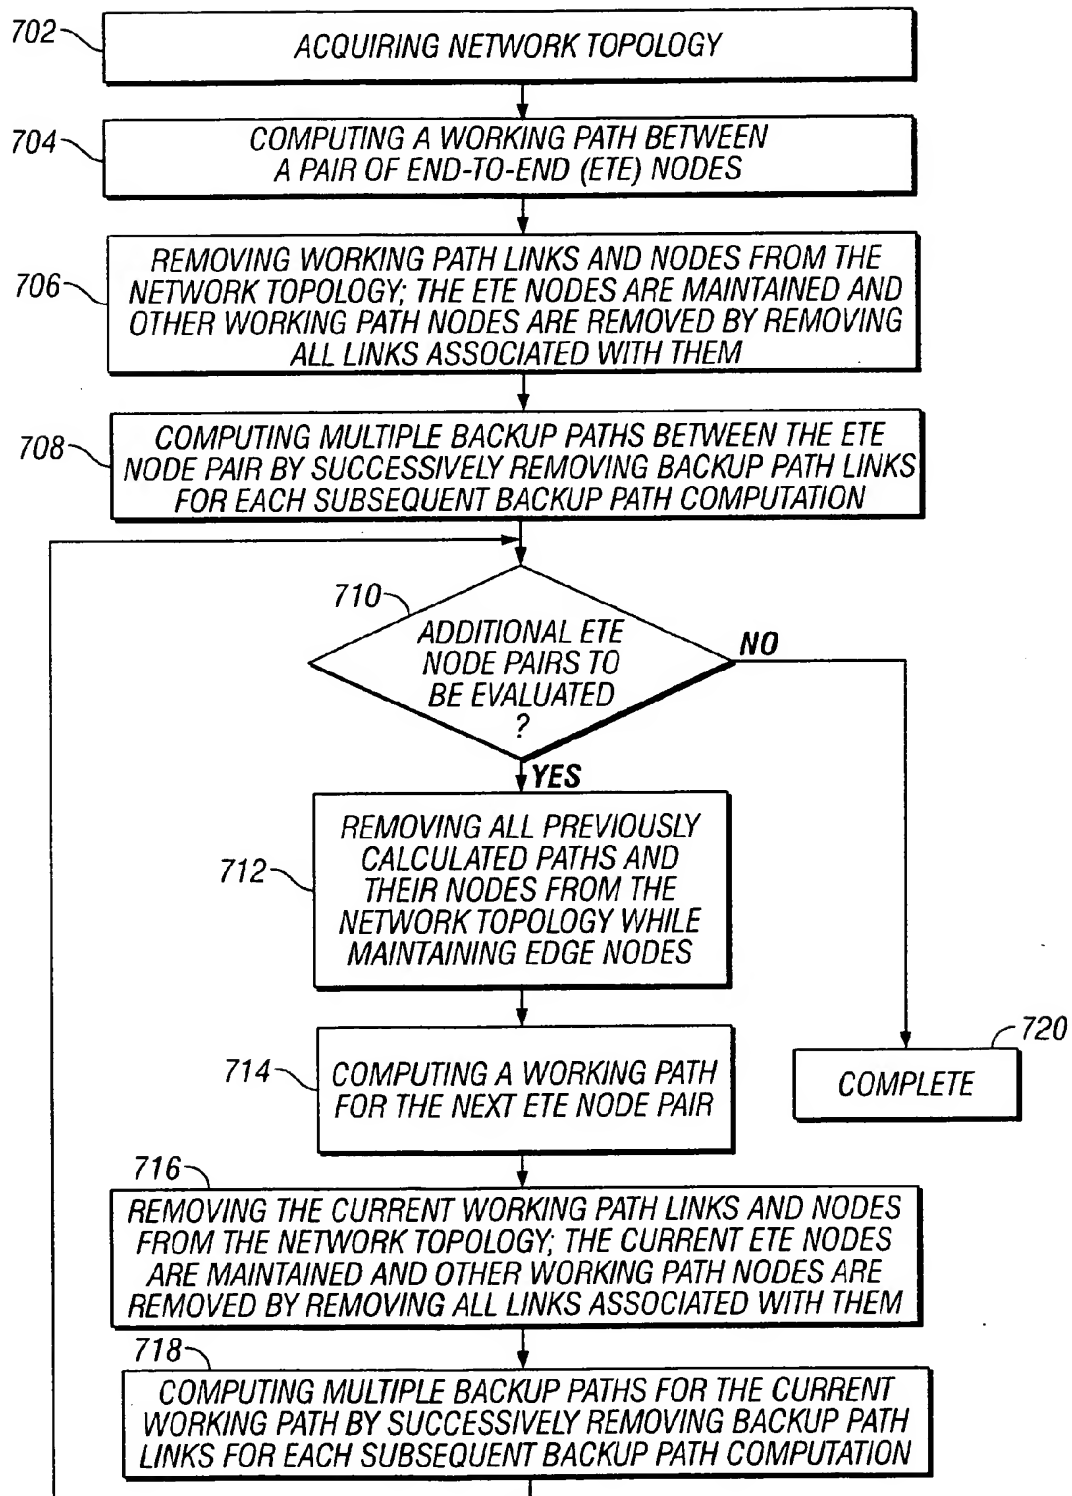 702
ACQUIRING NETWORK TOPOLOGY
704
COMPUTING A WORKING PATH BETWEEN
A PAIR OF END-TO-END (ETE) NODES
706
REMOVING WORKING PATH LINKS AND NODES FROM THE
NETWORK TOPOLOGY; THE ETE NODES ARE MAINTAINED AND
OTHER WORKING PATH NODES ARE REMOVED BY REMOVING
ALL LINKS ASSOCIATED WITH THEM
708
COMPUTING MULTIPLE BACKUP PATHS BETWEEN THE ETE
NODE PAIR BY SUCCESSIVELY REMOVING BACKUP PATH LINKS
FOR EACH SUBSEQUENT BACKUP PATH COMPUTATION
710
ADDITIONAL ETE
NODE PAIRS TO
BE EVALUATED
?
NO
YES
712
REMOVING ALL PREVIOUSLY
CALCULATED PATHS AND
THEIR NODES FROM THE
NETWORK TOPOLOGY WHILE
MAINTAINING EDGE NODES
714
COMPUTING A WORKING PATH
FOR THE NEXT ETE NODE PAIR
720
COMPLETE
716
REMOVING THE CURRENT WORKING PATH LINKS AND NODES
FROM THE NETWORK TOPOLOGY; THE CURRENT ETE NODES
ARE MAINTAINED AND OTHER WORKING PATH NODES ARE
REMOVED BY REMOVING ALL LINKS ASSOCIATED WITH THEM
718
COMPUTING MULTIPLE BACKUP PATHS FOR THE CURRENT
WORKING PATH BY SUCCESSIVELY REMOVING BACKUP PATH
LINKS FOR EACH SUBSEQUENT BACKUP PATH COMPUTATION